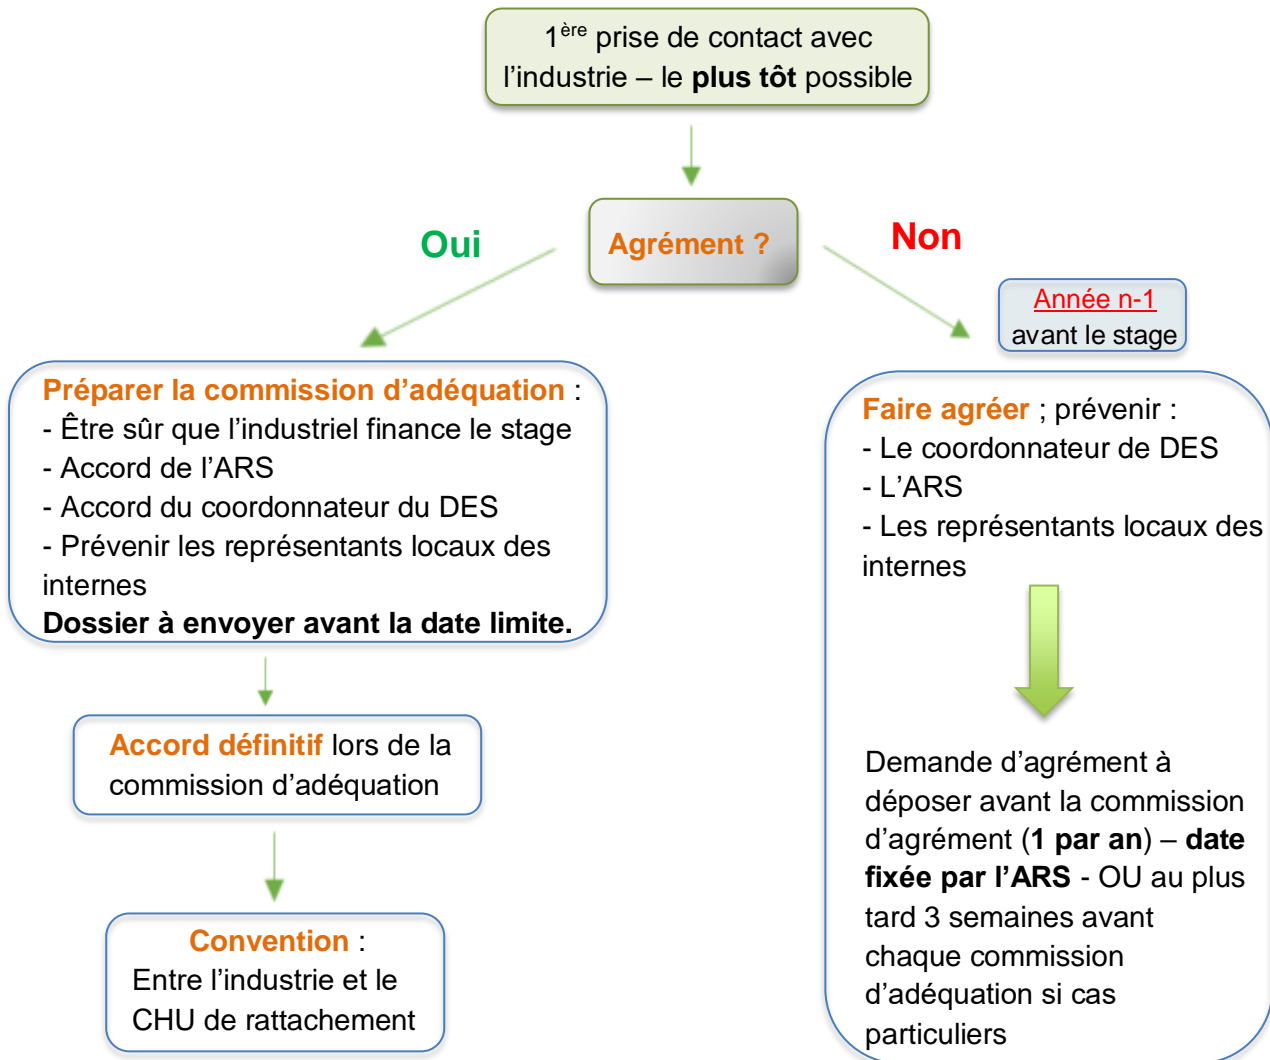 1ère prise de contact avec
l’industrie – le plus tôt possible
Agrément ?
Oui
Non
Année n-1
avant le stage
Préparer la commission d’adéquation :
- Être sûr que l’industriel finance le stage
- Accord de l’ARS
- Accord du coordonnateur du DES
- Prévenir les représentants locaux des
internes
Dossier à envoyer avant la date limite.
Accord définitif lors de la
commission d’adéquation
Convention :
Entre l’industrie et le
CHU de rattachement
Faire agréer ; prévenir :
- Le coordonnateur de DES
- L’ARS
- Les représentants locaux des
internes
Demande d’agrément à
déposer avant la commission
d’agrément (1 par an) – date
fixée par l’ARS - OU au plus
tard 3 semaines avant
chaque commission
d’adéquation si cas
particuliers